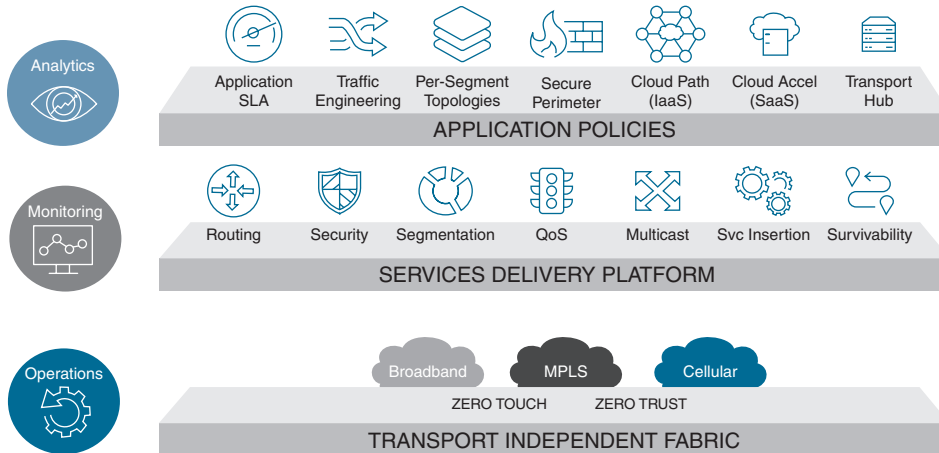 Analytics
Application
SLA
Traffic
Engineering
Per-Segment
Topologies
Secure
Perimeter
Cloud Path
(IaaS)
Cloud Accel
(SaaS)
Transport
Hub
APPLICATION POLICIES
Monitoring
Routing
Security
Segmentation
QoS
Multicast
Svc Insertion
Survivability
SERVICES DELIVERY PLATFORM
Operations
Broadband
MPLS
Cellular
ZERO TOUCH
ZERO TRUST
TRANSPORT INDEPENDENT FABRIC